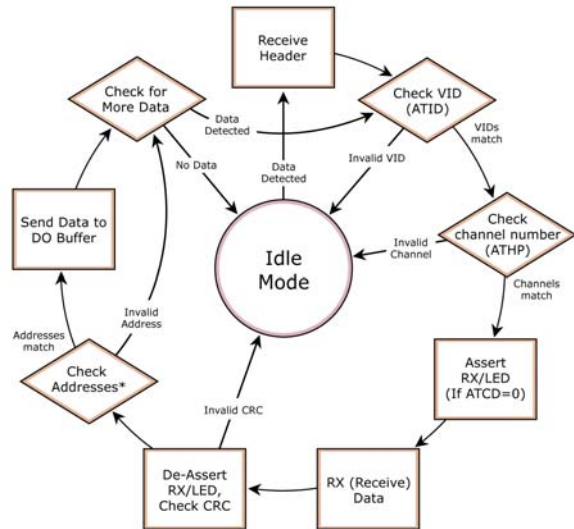 Receive
Header
Check for
More Data
Check VID
(ATID)
Data
Detected
VIDs
match
No Data
Data
Detected
Invalid VID
Send Data to
DO Buffer
Check
channel number
(ATHP)
Idle
Mode
Invalid
Channel
Channels
match
Invalid
Address
Addresses
match
Check
Addresses*
Assert
RX/LED
(If ATCD=0)
Invalid CRC
De-Assert
RX/LED,
Check CRC
RX (Receive)
Data